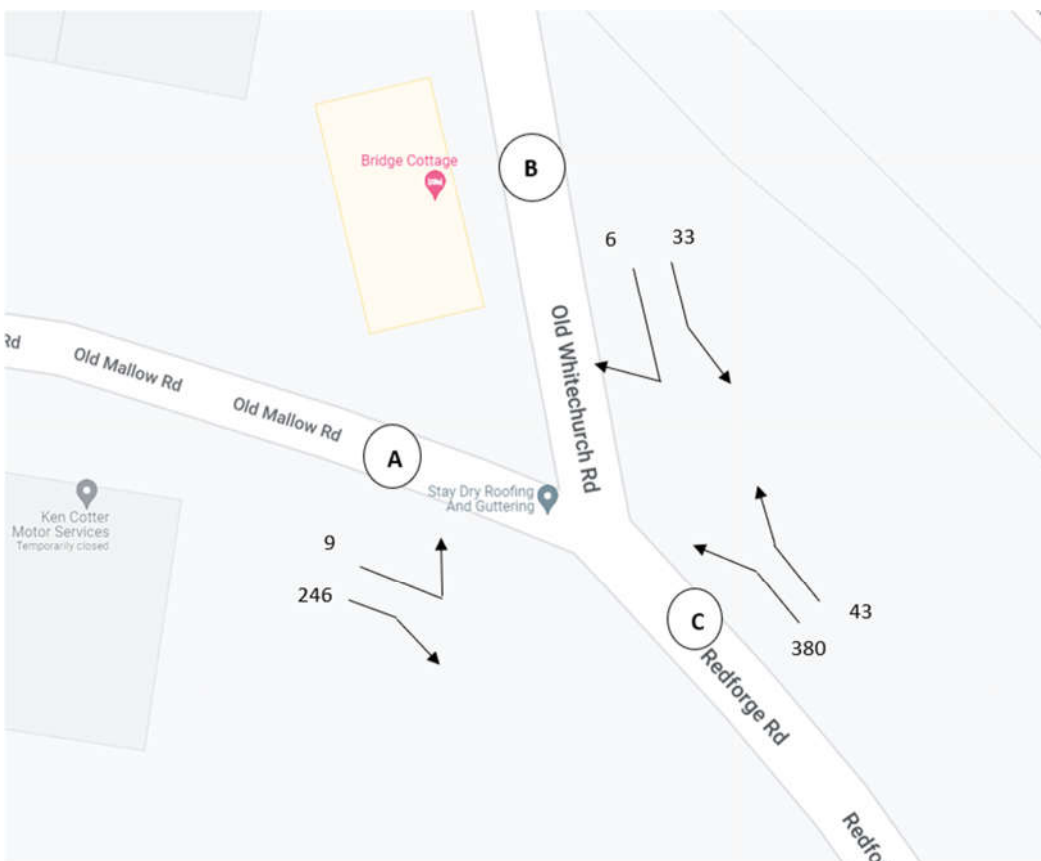 B
Bridge Cottage
6
33
Old Whitechurch Rd
Rd
Old Mallow Rd
Old Mallow Rd
A
Stay Dry Roofing
And Guttering
Ken Cotter
Motor Services
Temporarily closed
9
246
C
43
380
Redforge Rd
Redfo